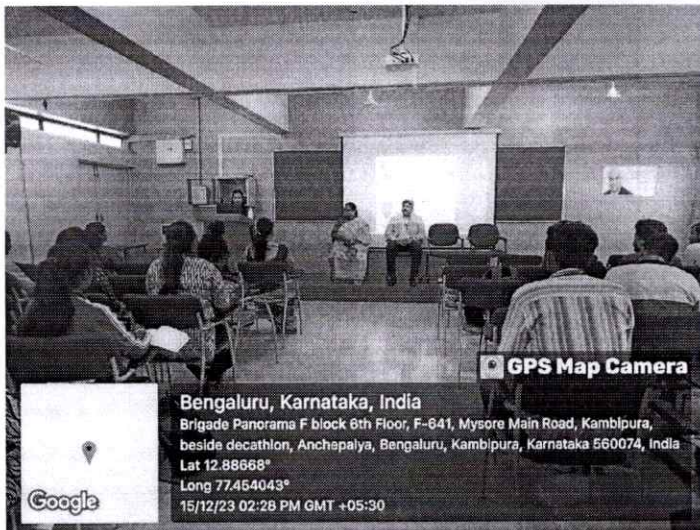 GPS Map Camera
Bengaluru, Karnataka, India
Brigade Panorama F block 6th Floor, F-641, Mysore Main Road, Kambipura,
beside decathlon, Anchepalya, Bengaluru, Kambipura, Karnataka 560074, India
Lat 12.88668°
Long 77.454043°
15/12/23 02:28 PM GMT +05:30
Google